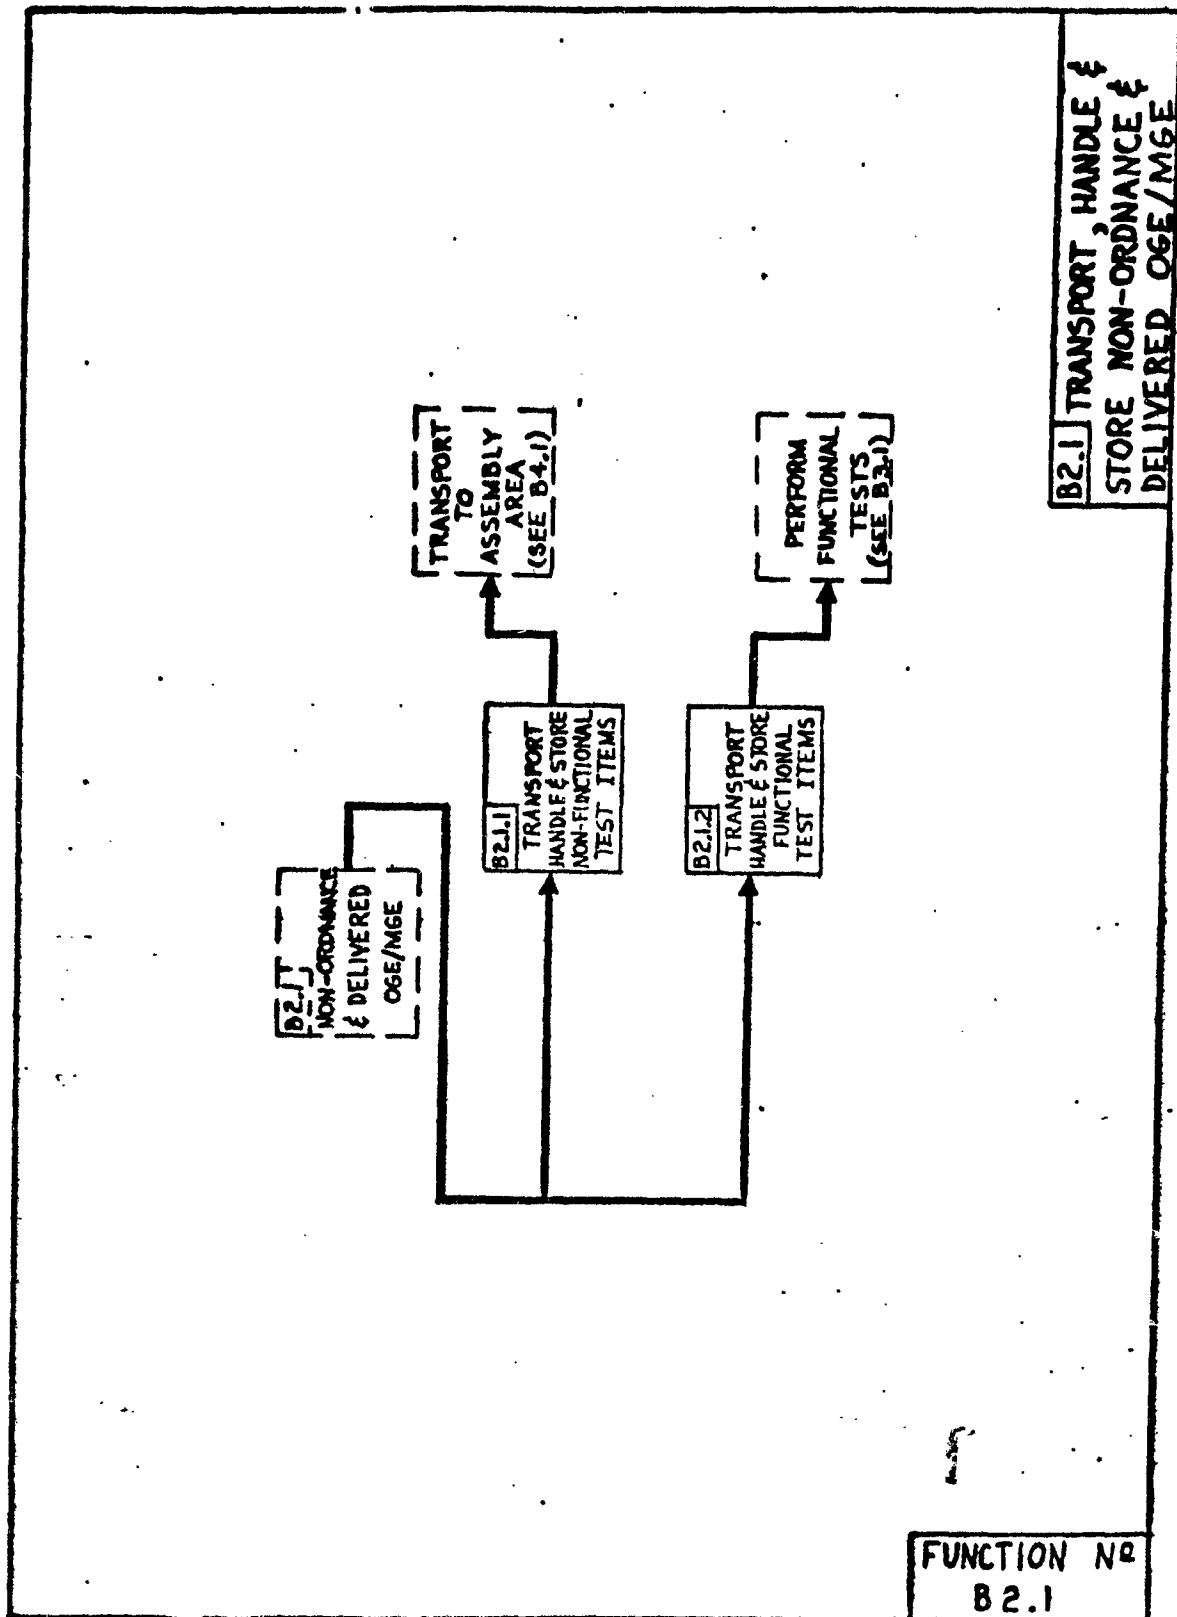 B2.1
NON-ORDNANCE
& DELIVERED
OGE/MGE
B2.1.1
TRANSPORT
HANDLE & STORE
NON-FUNCTIONAL
TEST ITEMS
TRANSPORT
TO
ASSEMBLY
AREA
(SEE B4.1)
B2.1.2
TRANSPORT
HANDLE & STORE
FUNCTIONAL
TEST ITEMS
PERFORM
FUNCTIONAL
TESTS
(SEE B3.1)
B2.1 TRANSPORT, HANDLE &
STORE NON-ORDNANCE &
DELIVERED OGE/MGE
FUNCTION Nº
B2.1